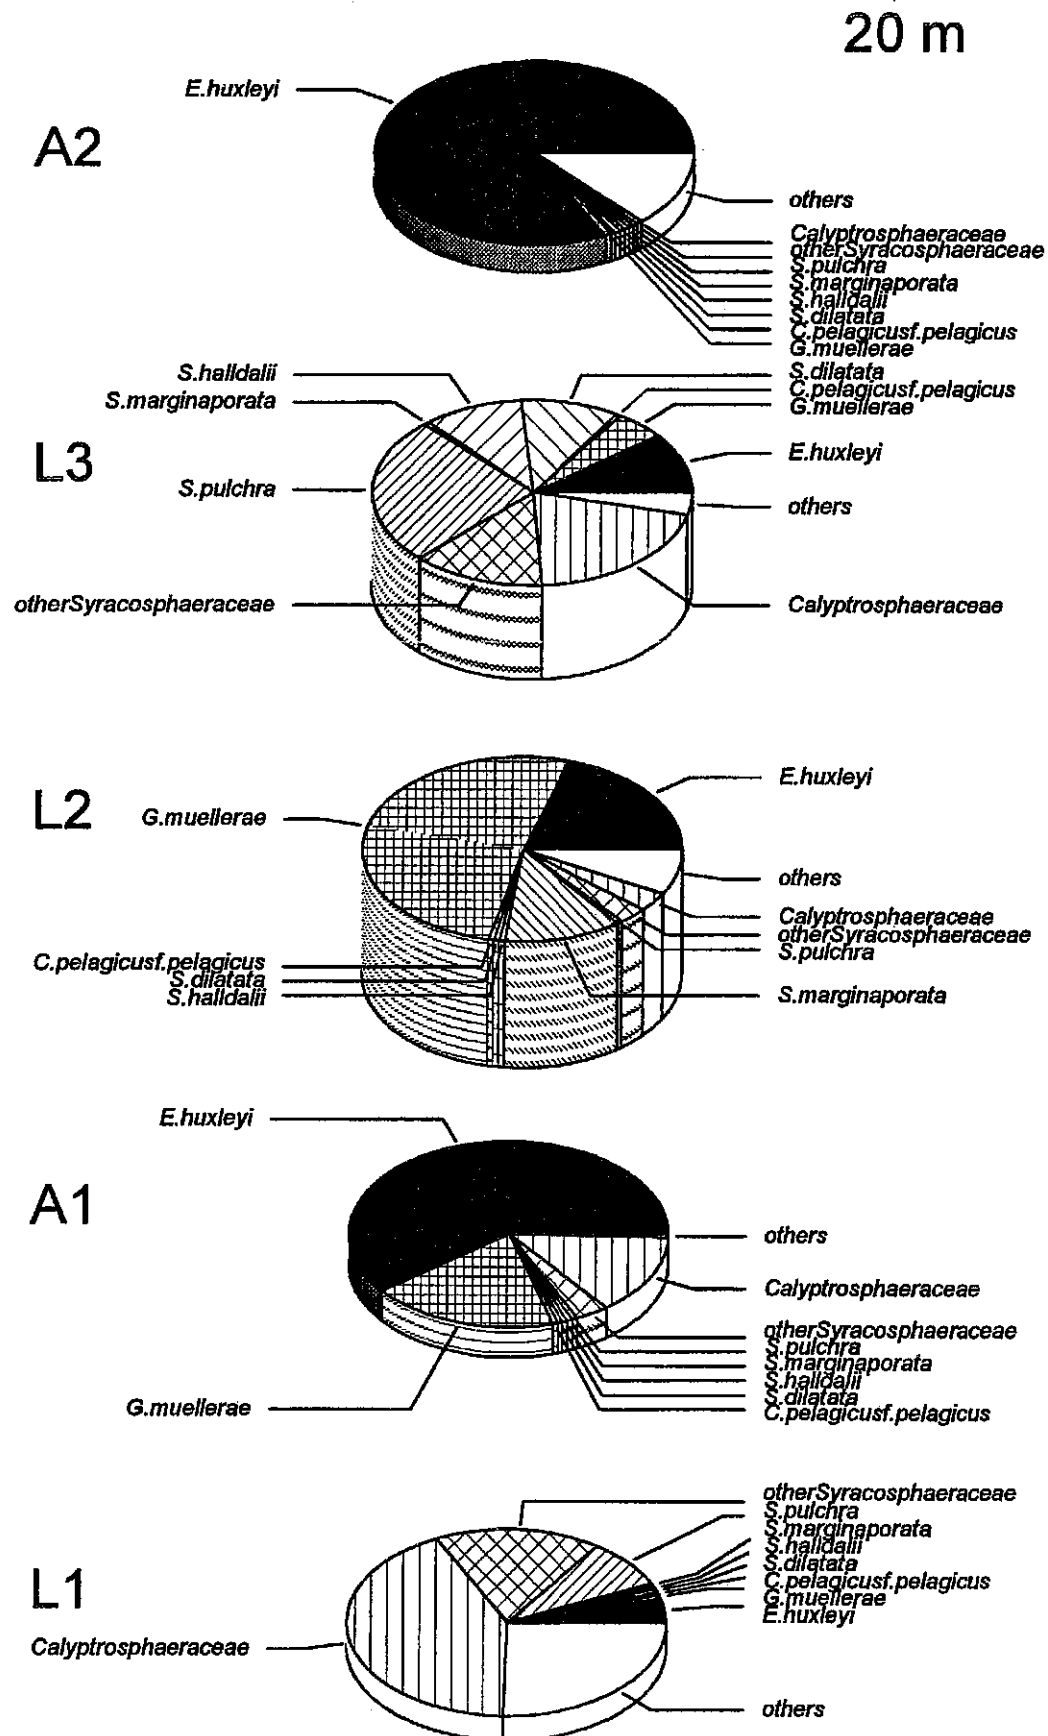 20 m
A2
E.huxleyi
others
Calyptrosphaeraceae
otherSyracosphaeraceae
S.pulchra
S.marginaporata
S.halldalii
S.dilatata
C.pelagicusf.pelagicus
G.muellerae
L3
S.halldalii
S.marginaporata
S.pulchra
otherSyracosphaeraceae
S.dilatata
C.pelagicusf.pelagicus
G.muellerae
E.huxleyi
others
Calyptrosphaeraceae
L2
G.muellerae
C.pelagicusf.pelagicus
S.dilatata
S.halldalii
E.huxleyi
others
Calyptrosphaeraceae
otherSyracosphaeraceae
S.pulchra
S.marginaporata
A1
E.huxleyi
G.muellerae
others
Calyptrosphaeraceae
otherSyracosphaeraceae
S.pulchra
S.marginaporata
S.halldalii
S.dilatata
C.pelagicusf.pelagicus
L1
Calyptrosphaeraceae
otherSyracosphaeraceae
S.pulchra
S.marginaporata
S.halldalii
S.dilatata
C.pelagicusf.pelagicus
G.muellerae
E.huxleyi
others